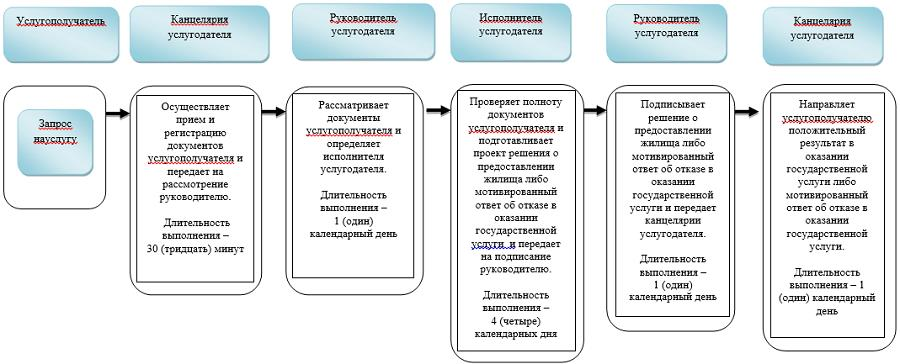 Услугополучатель
Канцелярия
услугодателя
Руководитель
услугодателя
Исполнитель
услугодателя
Руководитель
услугодателя
Канцелярия
услугодателя
Запрос
науслугу
Осуществляет
прием и
регистрацию
документов
услугополучателя и
передает на
рассмотрение
руководителю.
Длительность
выполнения –
30 (тридцать) минут
Рассматривает
документы
услугополучателя и
определяет
исполнителя
услугодателя.
Длительность
выполнения –
1 (один)
календарный день
Проверяет полноту
документов
услугополучателя и
подготавливает
проект решения о
предоставлении
жилища либо
мотивированный
ответ об отказе в
оказании
государственной
услуги и передает
на подписание
руководителю.
Длительность
выполнения –
4 (четыре)
календарных дня
Подписывает
решение о
предоставлении
жилища либо
мотивированный
ответ об отказе в
оказании
государственной
услуги и передает
канцелярии
услугодателя.
Длительность
выполнения –
1 (один)
календарный день
Направляет
услугополучателю
положительный
результат в
оказании
государственной
услуги либо
мотивированный
ответ об отказе в
оказании
государственной
услуги.
Длительность
выполнения – 1
(один) календарный
день